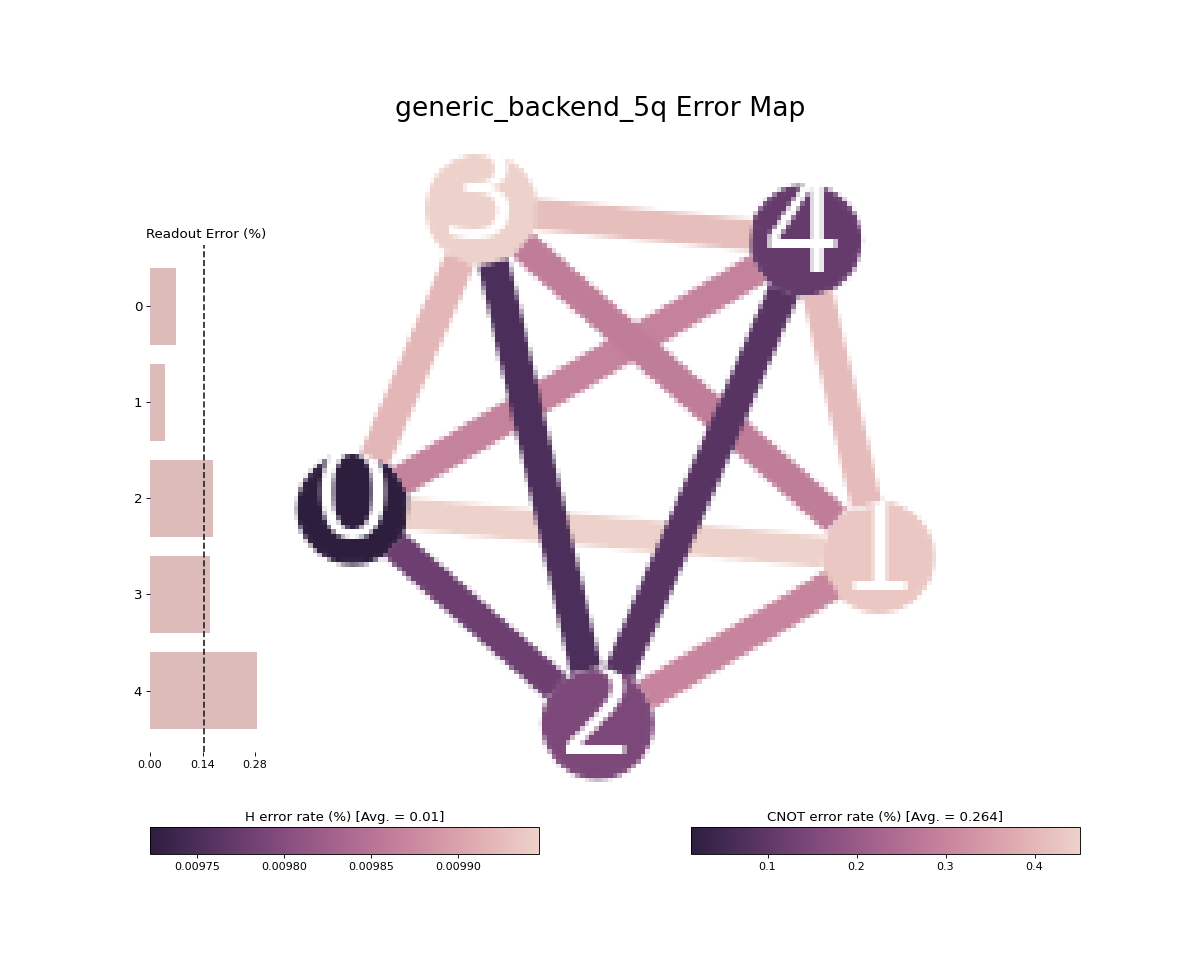 generic_backend_5q Error Map
3
4
Readout Error (%)
0
1
2
3
4
0.00 0.14 0.28
0
1
2
H error rate (%) [Avg. = 0.01]
0.00975 0.00980 0.00985 0.00990
CNOT error rate (%) [Avg. = 0.264]
0.1 0.2 0.3 0.4